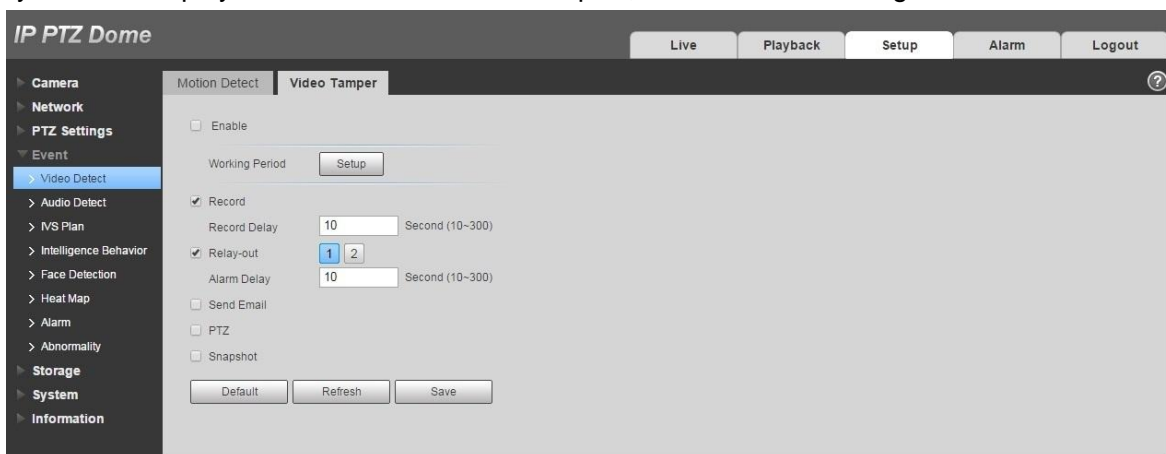 IP PTZ Dome
Live Playback Setup Alarm Logout
Camera
Network
PTZ Settings
Event
Video Detect
Audio Detect
IVS Plan
Intelligence Behavior
Face Detection
Heat Map
Alarm
Abnormality
Storage
System
Information
Motion Detect Video Tamper
?
Enable
Working Period Setup
Record
Record Delay 10 Second (10~300)
Relay-out 1 2
Alarm Delay 10 Second (10~300)
Send Email
PTZ
Snapshot
Default Refresh Save